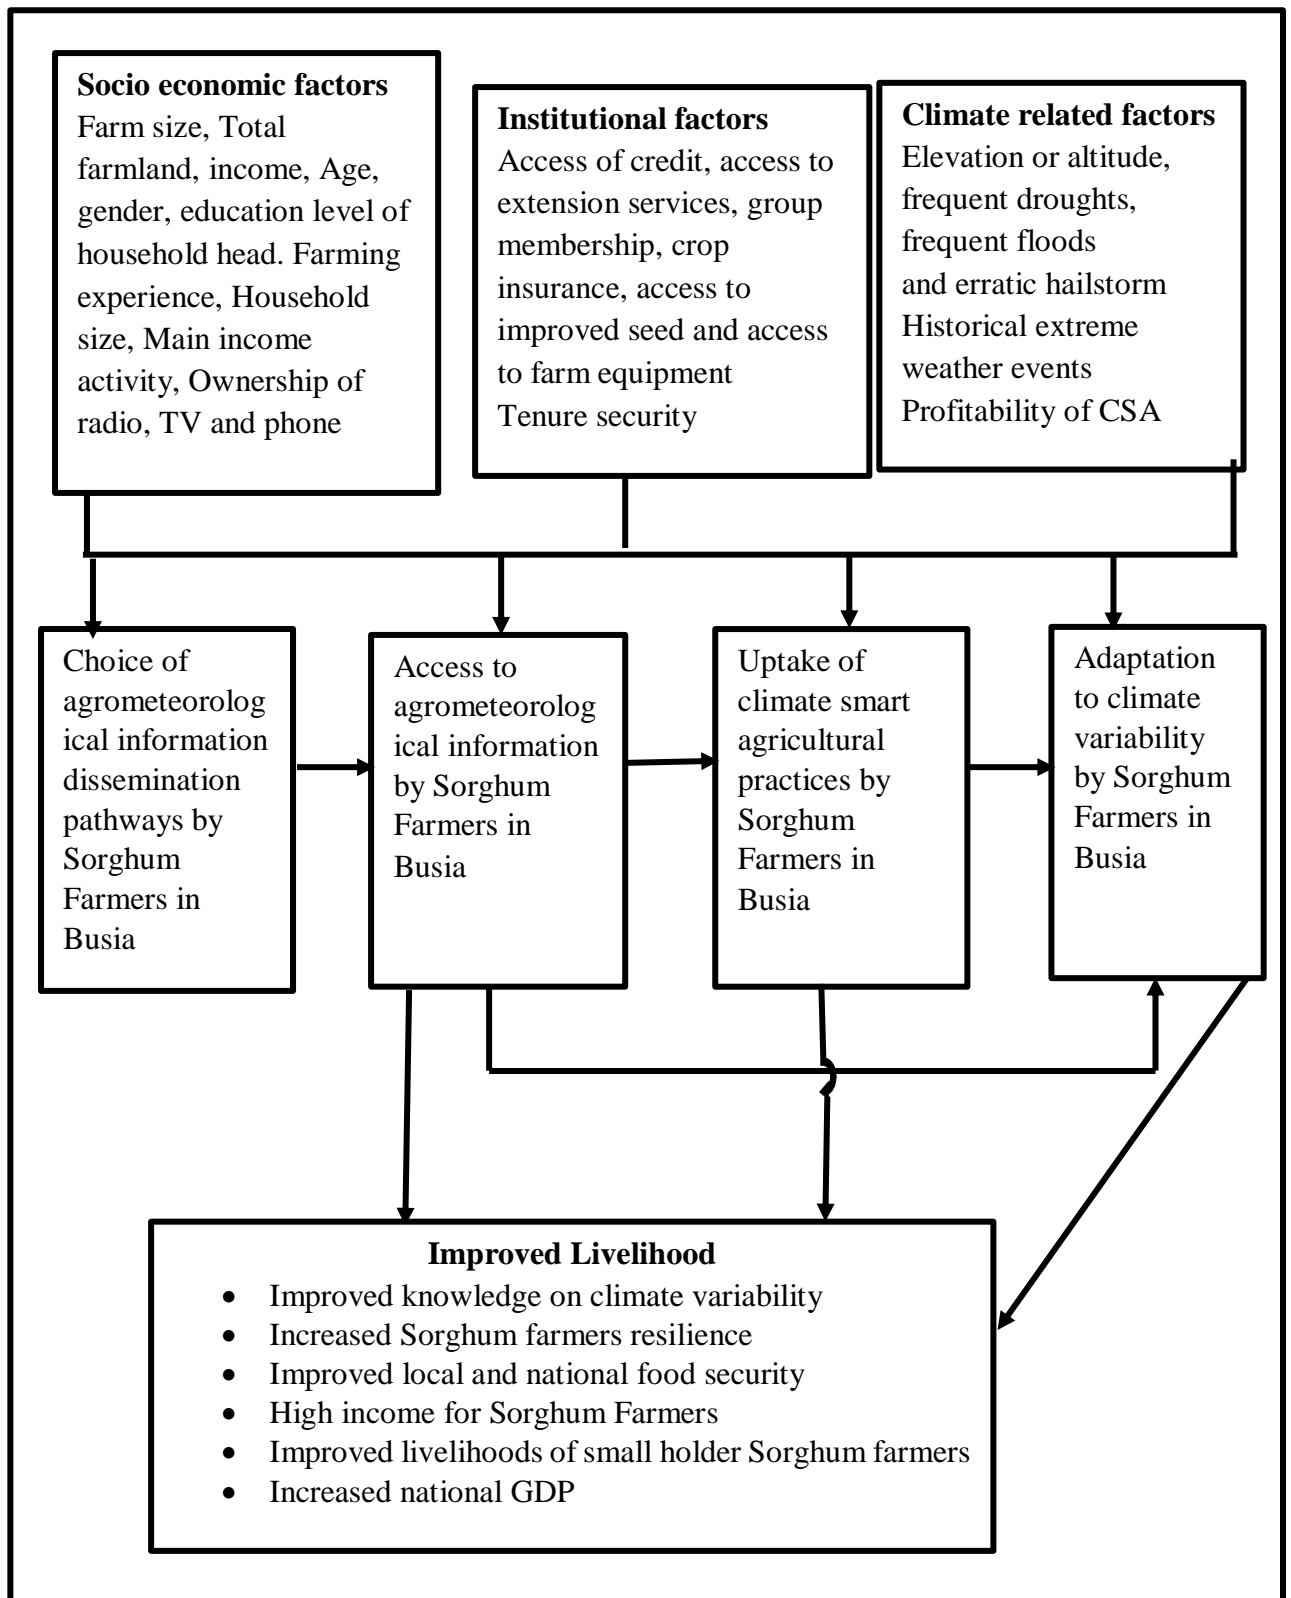 Socio economic factors
Farm size, Total
farmland, income, Age,
gender, education level of
household head. Farming
experience, Household
size, Main income
activity, Ownership of
radio, TV and phone
Institutional factors
Access of credit, access to
extension services, group
membership, crop
insurance, access to
improved seed and access
to farm equipment
Tenure security
Climate related factors
Elevation or altitude,
frequent droughts,
frequent floods
and erratic hailstorm
Historical extreme
weather events
Profitability of CSA
Choice of
agrometeorolog
ical information
dissemination
pathways by
Sorghum
Farmers in
Busia
Access to
agrometeorolog
ical information
by Sorghum
Farmers in
Busia
Uptake of
climate smart
agricultural
practices by
Sorghum
Farmers in
Busia
Adaptation
to climate
variability
by Sorghum
Farmers in
Busia
Improved Livelihood
• Improved knowledge on climate variability
• Increased Sorghum farmers resilience
• Improved local and national food security
• High income for Sorghum Farmers
• Improved livelihoods of small holder Sorghum farmers
• Increased national GDP